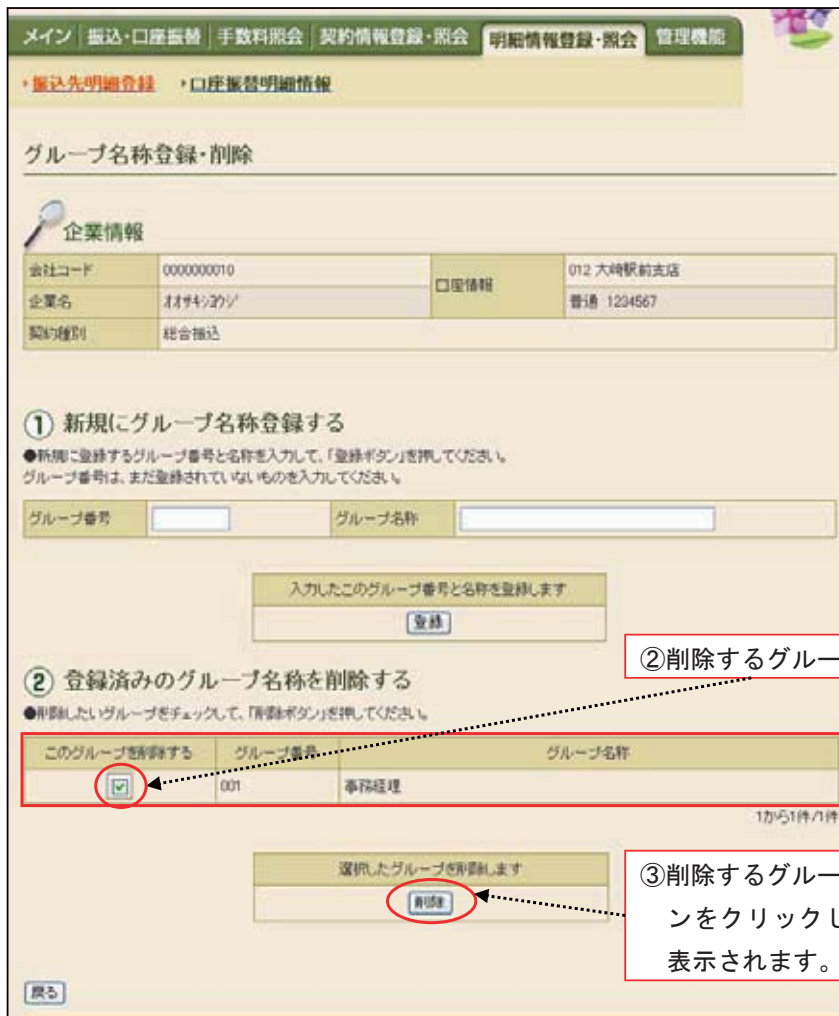 メイン 振込・口座振替 手数料照会 契約情報登録・照会 明細情報登録・照会 管理機能
振込先明細登録 口座振替明細情報
グループ名称登録・削除
企業情報
会社コード 0000000010 口座情報 012 大崎駅前支店
企業名 オオサキシヨウジ 普通 1234567
契約種別 総合振込
① 新規にグループ名称登録する
●新規に登録するグループ番号と名称を入力して、「登録ボタン」を押してください。
グループ番号は、まだ登録されていないものを入力してください。
グループ番号 グループ名称
入力したこのグループ番号と名称を登録します
登録
②削除するグルー
② 登録済みのグループ名称を削除する
●削除したいグループをチェックして、「削除ボタン」を押してください。
このグループを削除する グループ番号 グループ名称
001 事務経理
1から1件/1件
選択したグループを削除します
削除
③削除するグルー
ンをクリックし
表示されます。
戻る